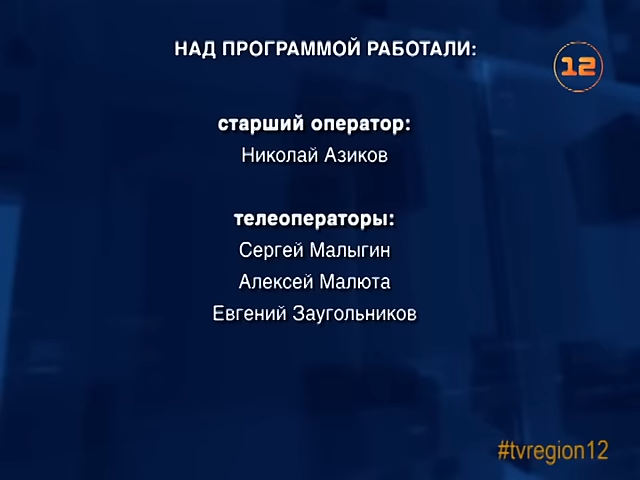 НАД ПРОГРАММОЙ РАБОТАЛИ:
12
старший оператор:
Николай Азиков
телеоператоры:
Сергей Малыгин
Алексей Малюта
Евгений Заугольников
#tvregion12